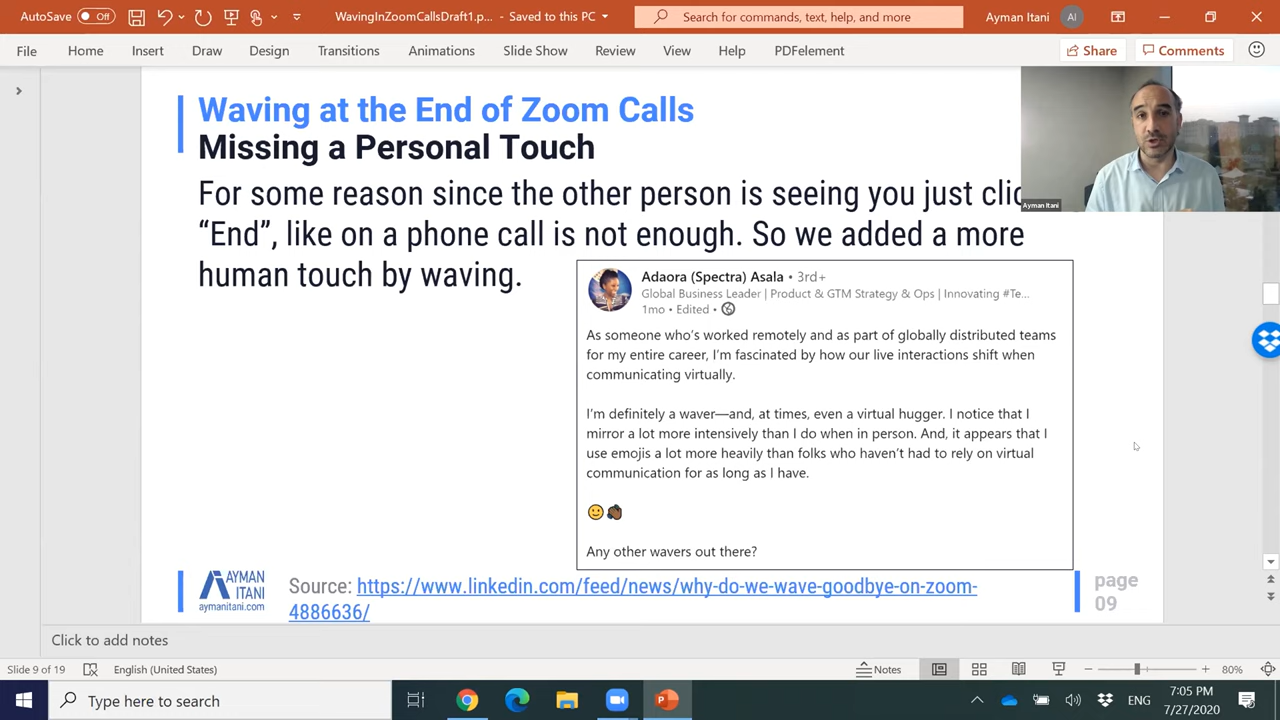 AutoSave Off
WavingInZoomCallsDraft1.p... - Saved to this PC
Search for commands, text, help, and more
Ayman Itani AI
File Home Insert Draw Design Transitions Animations Slide Show Review View Help PDFelement Share Comments
Waving at the End of Zoom Calls
Missing a Personal Touch
For some reason since the other person is seeing you just
“End”, like on a phone call is not enough. So we added a more
human touch by waving.
Ayman Itani
Adaora (Spectra) Asala • 3rd+
Global Business Leader | Product & GTM Strategy & Ops | Innovating #Te...
1mo • Edited •
As someone who’s worked remotely and as part of globally distributed teams
for my entire career, I’m fascinated by how our live interactions shift when
communicating virtually.
I’m definitely a waver—and, at times, even a virtual hugger. I notice that I
mirror a lot more intensively than I do when in person. And, it appears that I
use emojis a lot more heavily than folks who haven’t had to rely on virtual
communication for as long as I have.
🙂👏🏾
Any other wavers out there?
AYMAN
ITANI
aymanitani.com
Source: https://www.linkedin.com/feed/news/why-do-we-wave-goodbye-on-zoom-
4886636/
page
09
Click to add notes
Slide 9 of 19 English (United States) Notes 80%
Type here to search
ENG
7:05 PM
7/27/2020